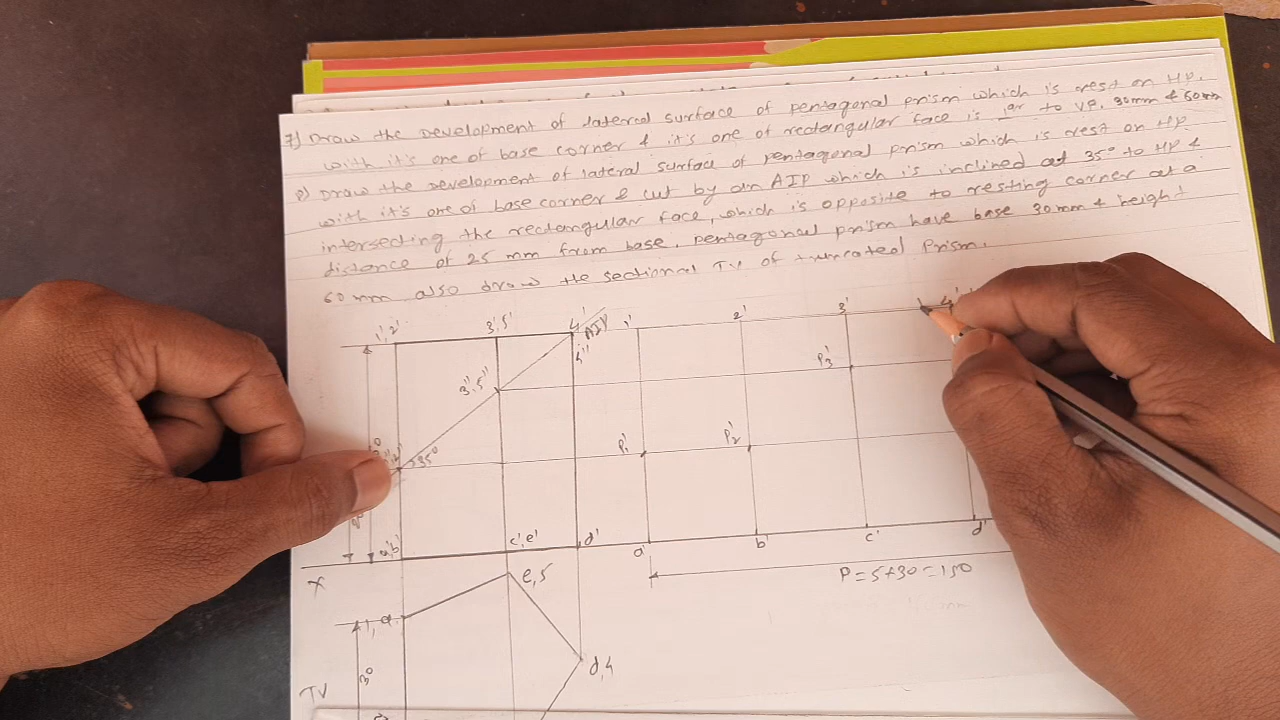 7) Draw the Development of lateral surface of pentagonal prism which is rest on HP.
with it's one of base corner & it's one of rectangular face is ⊥ar to VP. 30mm & 60mm
8) Draw the Development of lateral surface of pentagonal prism which is rest on HP
with it's one of base corner & cut by an AIP which is inclined at 35° to HP &
intersecting the rectangular face, which is opposite to resting corner at a
distance of 25 mm from base. pentagonal prism have base 30mm & height
60 mm also draw the sectional TV of truncated Prism.
1',2' 3',5' 4' AIP 1' 2' 3' 4'
4''
3'',5'' P3'
35° P1' P2'
a'b' c',e' d' a' b' c' d'
X
P=5×30=150
e,5
1,a
30
d,4
TV